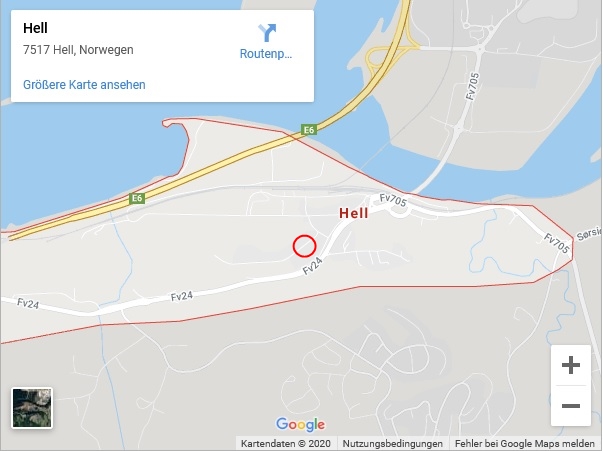 Hell
7517 Hell, Norwegen
Routenp...
Größere Karte ansehen
Fv705
E6
E6
Fv705
Hell
Fv705
Sørsi
Fv24
Fv24
Fv24
Google
Kartendaten © 2020
Nutzungsbedingungen
Fehler bei Google Maps melden